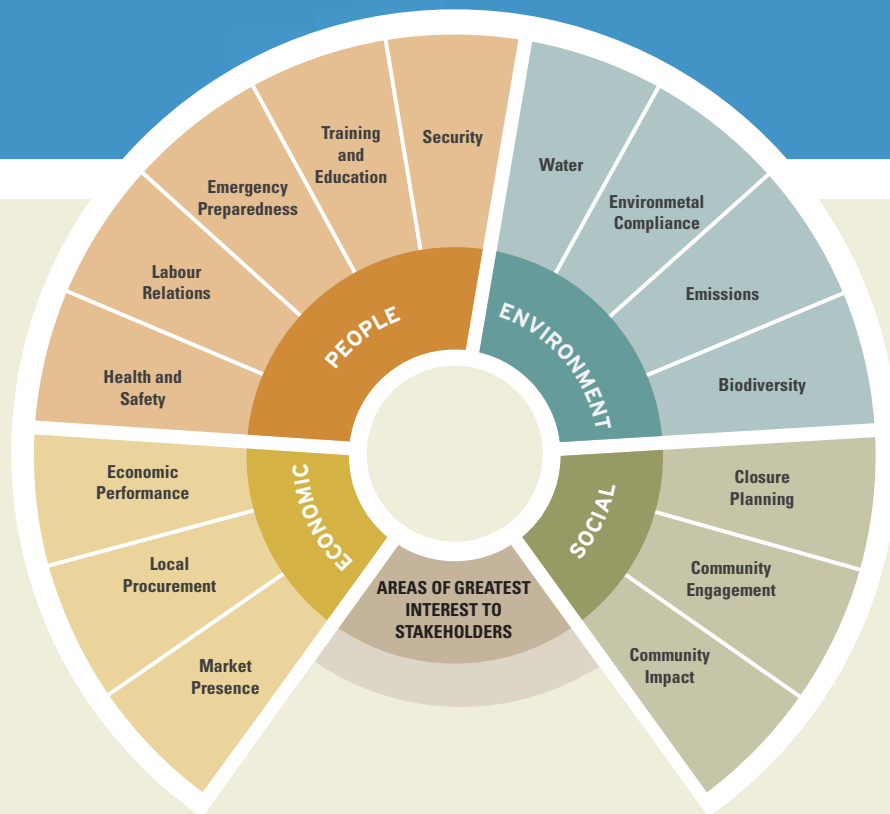 Security
Training
and
Education
Emergency
Preparedness
Labour
Relations
Health and
Safety
PEOPLE
Water
Environmetal
Compliance
Emissions
Biodiversity
ENVIRONMENT
Economic
Performance
Local
Procurement
Market
Presence
ECONOMIC
Closure
Planning
Community
Engagement
Community
Impact
SOCIAL
AREAS OF GREATEST
INTEREST TO
STAKEHOLDERS